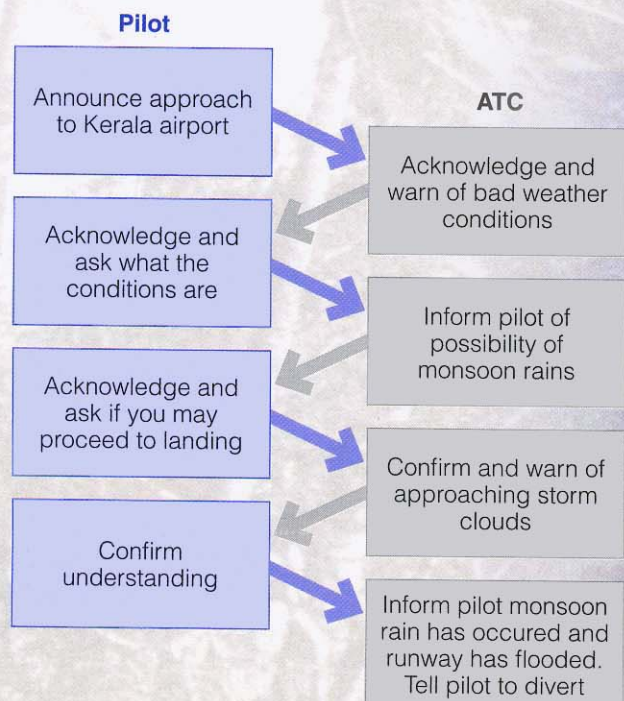 Pilot
Announce approach
to Kerala airport
ATC
Acknowledge and
warn of bad weather
conditions
Acknowledge and
ask what the
conditions are
Inform pilot of
possibility of
monsoon rains
Acknowledge and
ask if you may
proceed to landing
Confirm and warn of
approaching storm
clouds
Confirm
understanding
Inform pilot monsoon
rain has occured and
runway has flooded.
Tell pilot to divert